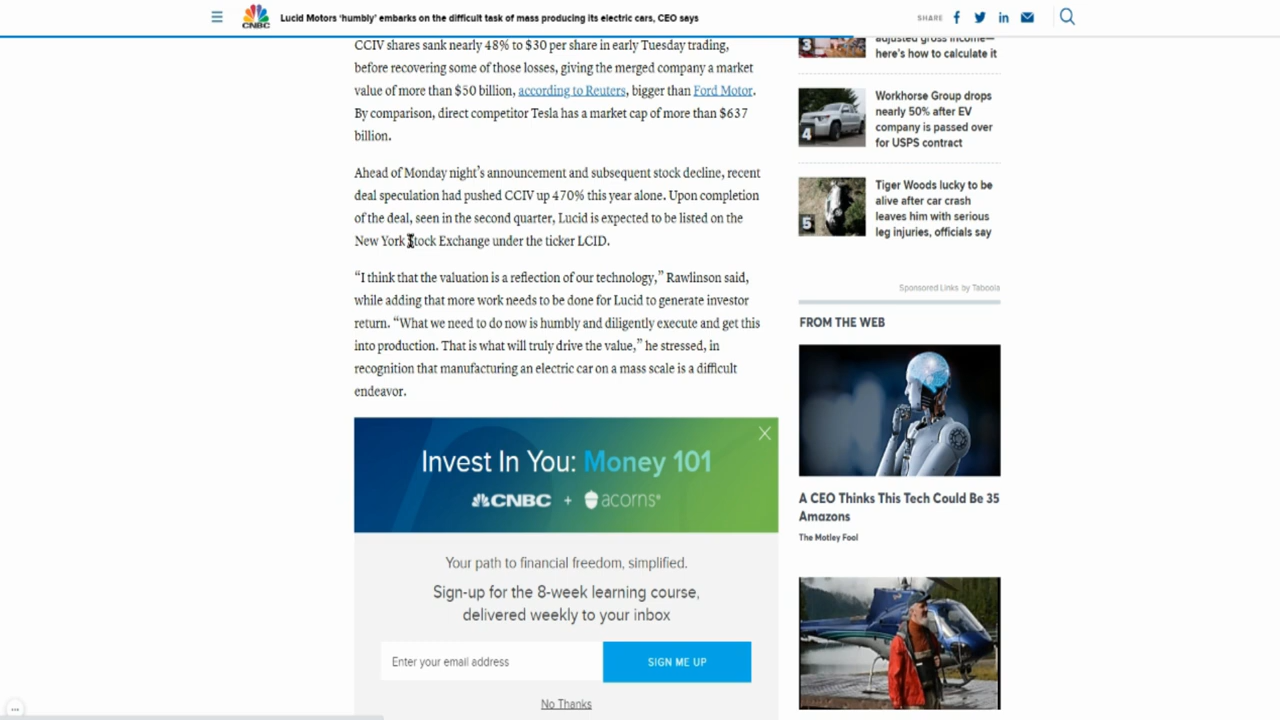 CNBC
Lucid Motors ‘humbly’ embarks on the difficult task of mass producing its electric cars, CEO says
SHARE
CCIV shares sank nearly 48% to $30 per share in early Tuesday trading,
before recovering some of those losses, giving the merged company a market
value of more than $50 billion, according to Reuters, bigger than Ford Motor.
By comparison, direct competitor Tesla has a market cap of more than $637
billion.
Ahead of Monday night’s announcement and subsequent stock decline, recent
deal speculation had pushed CCIV up 470% this year alone. Upon completion
of the deal, seen in the second quarter, Lucid is expected to be listed on the
New York Stock Exchange under the ticker LCID.
“I think that the valuation is a reflection of our technology,” Rawlinson said,
while adding that more work needs to be done for Lucid to generate investor
return. “What we need to do now is humbly and diligently execute and get this
into production. That is what will truly drive the value,” he stressed, in
recognition that manufacturing an electric car on a mass scale is a difficult
endeavor.
Invest In You: Money 101
CNBC + acorns
Your path to financial freedom, simplified.
Sign-up for the 8-week learning course,
delivered weekly to your inbox
Enter your email address
SIGN ME UP
No Thanks
3
adjusted gross income—
here’s how to calculate it
4
Workhorse Group drops
nearly 50% after EV
company is passed over
for USPS contract
5
Tiger Woods lucky to be
alive after car crash
leaves him with serious
leg injuries, officials say
Sponsored Links by Taboola
FROM THE WEB
A CEO Thinks This Tech Could Be 35
Amazons
The Motley Fool